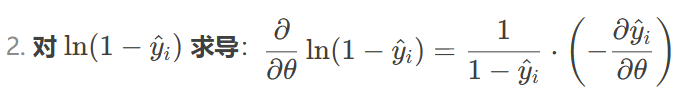 2. 对 ln(1 − ŷᵢ) 求导: ∂/∂θ ln(1 − ŷᵢ) = 1/(1 − ŷᵢ) · (−∂ŷᵢ/∂θ)